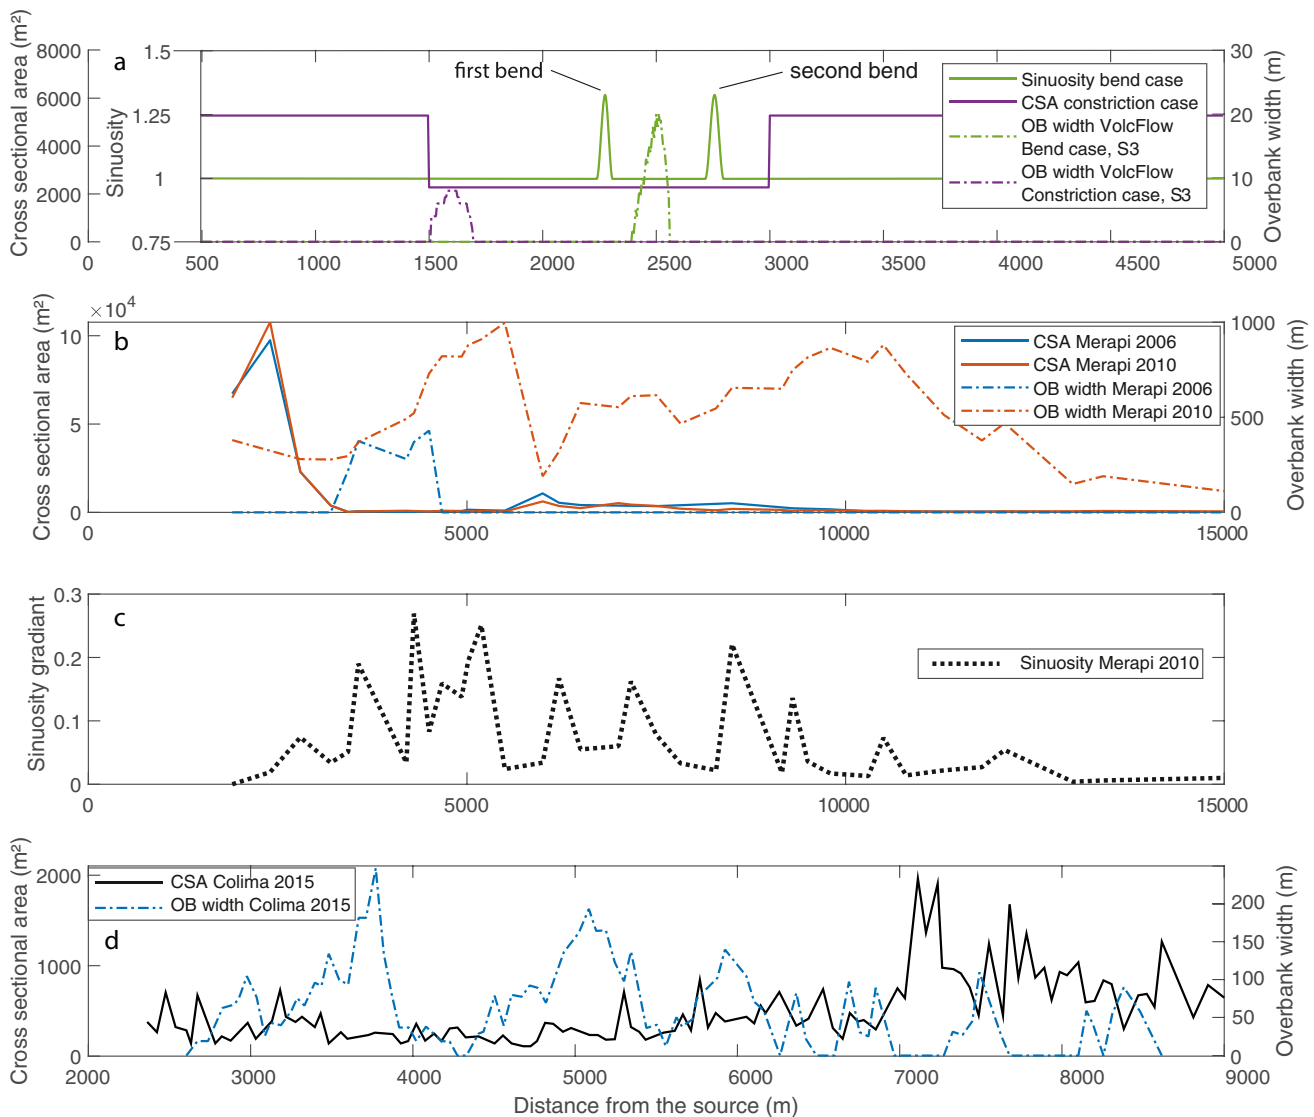 Cross sectional area (m²)
8000
6000
4000
2000
0
Sinuosity
1.5
1.25
1
0.75
a
first bend
second bend
Sinuosity bend case
CSA constriction case
OB width VolcFlow
Bend case, S3
OB width VolcFlow
Constriction case, S3
30
20
10
0
Overbank width (m)
0 500 1000 1500 2000 2500 3000 3500 4000 4500 5000
Cross sectional area (m²)
×10⁴
10
5
0
b
CSA Merapi 2006
CSA Merapi 2010
OB width Merapi 2006
OB width Merapi 2010
1000
500
0
Overbank width (m)
0 5000 10000 15000
Sinuosity gradiant
0.3
0.2
0.1
0
c
Sinuosity Merapi 2010
0 5000 10000 15000
Cross sectional area (m²)
2000
1000
0
CSA Colima 2015
OB width Colima 2015
d
200
150
100
50
0
Overbank width (m)
2000 3000 4000 5000 6000 7000 8000 9000
Distance from the source (m)